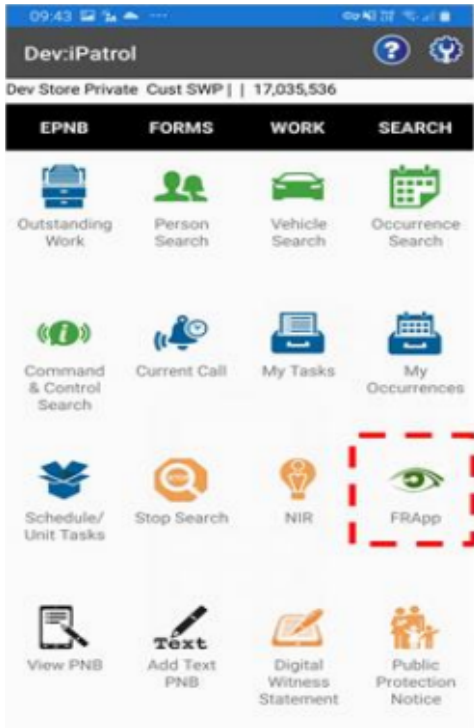 09:43
Dev:iPatrol
?
Dev Store Private Cust SWP | | 17,035,536
EPNB FORMS WORK SEARCH
Outstanding Work
Person Search
Vehicle Search
Occurrence Search
Command & Control Search
Current Call
My Tasks
My Occurrences
Schedule/ Unit Tasks
STOP
Stop Search
NIR
FRApp
View PNB
Text
Add Text PNB
Digital Witness Statement
Public Protection Notice